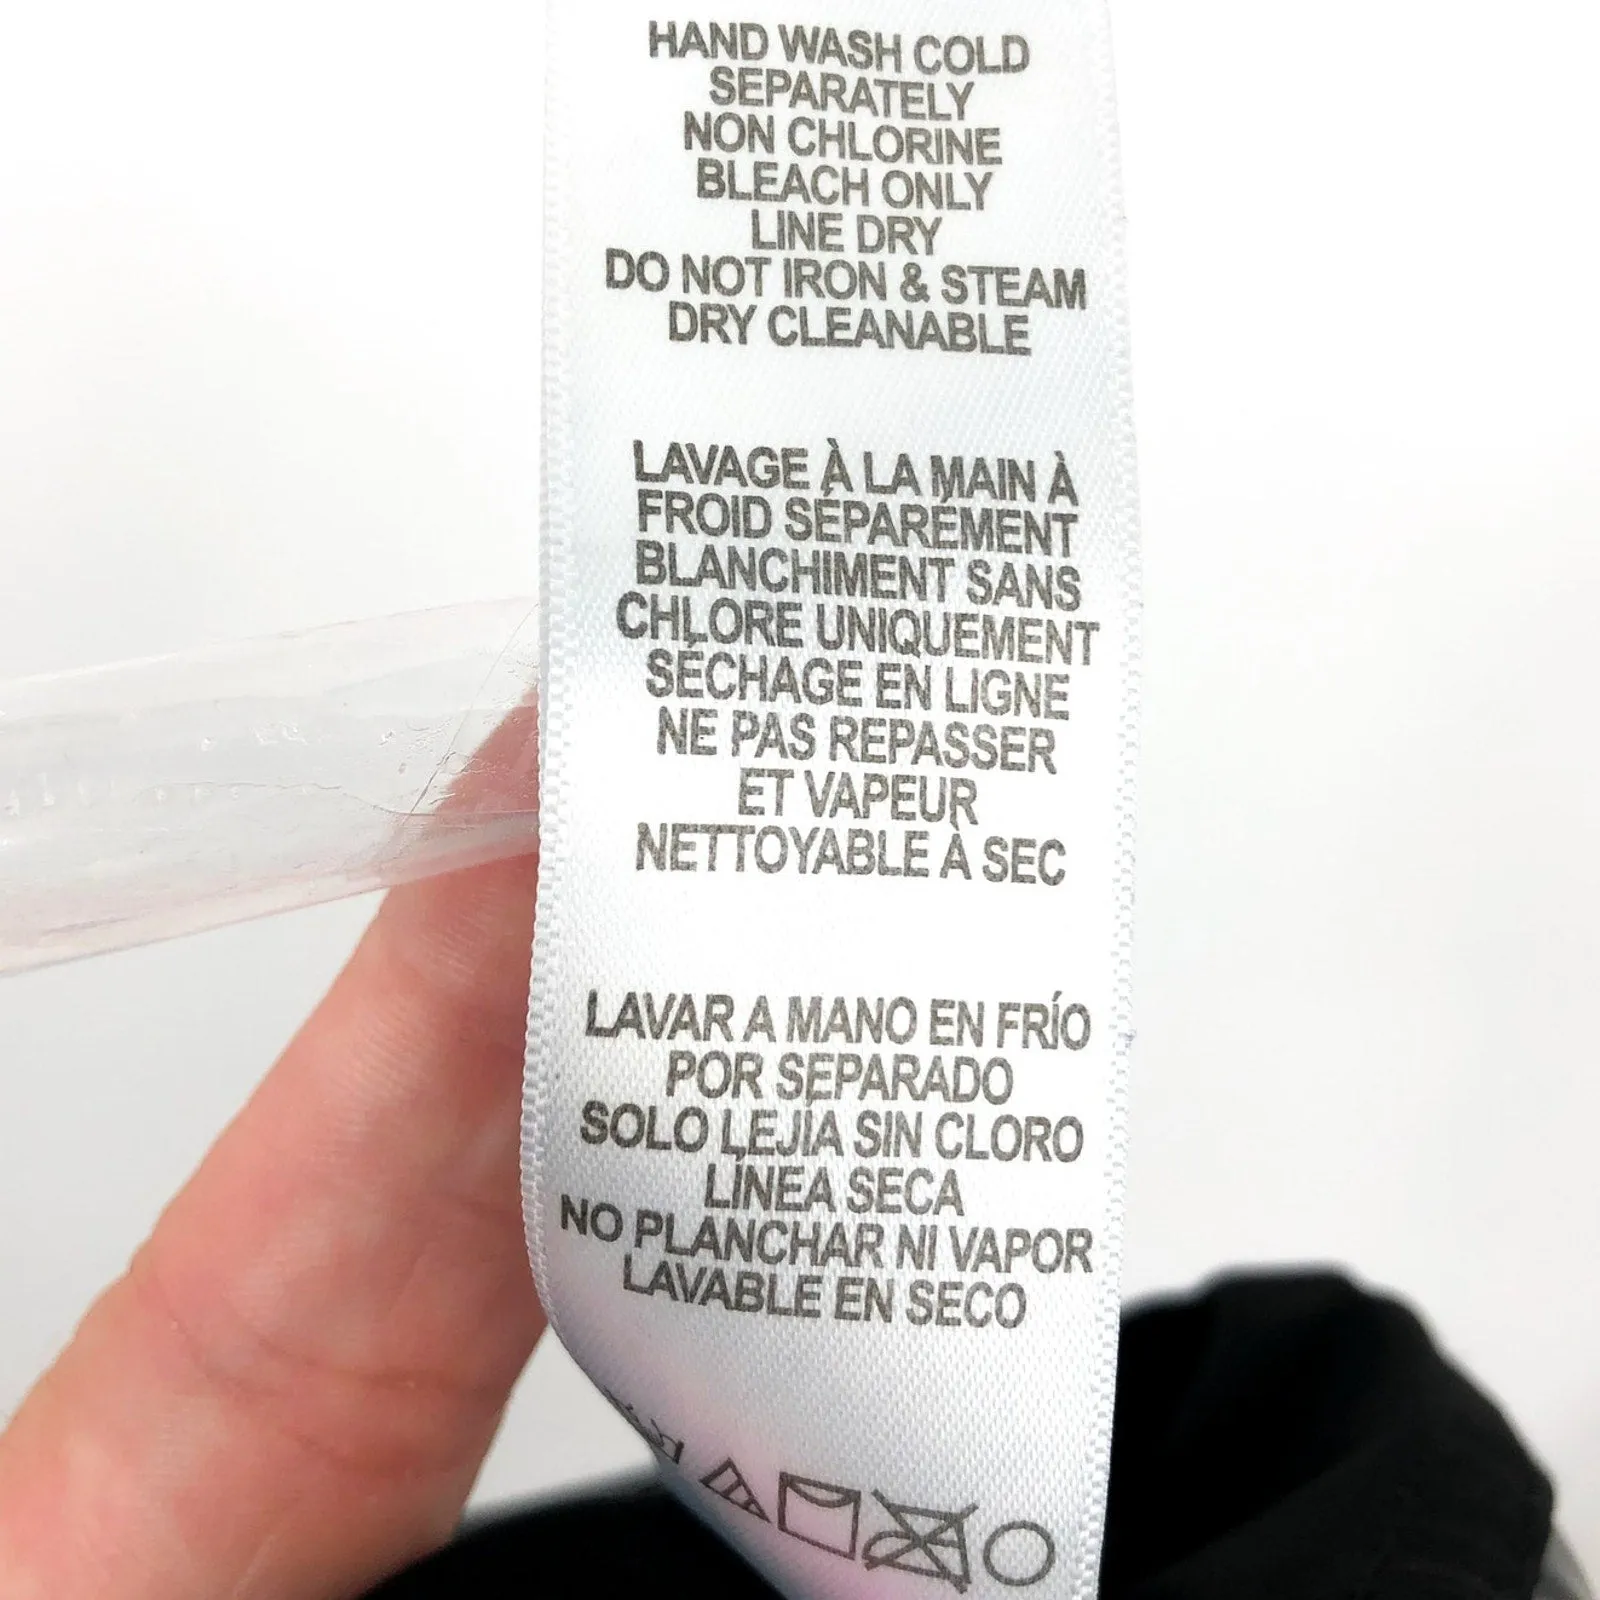 HAND WASH COLD
SEPARATELY
NON CHLORINE
BLEACH ONLY
LINE DRY
DO NOT IRON & STEAM
DRY CLEANABLE
LAVAGE À LA MAIN À
FROID SÉPARÉMENT
BLANCHIMENT SANS
CHLORE UNIQUEMENT
SÉCHAGE EN LIGNE
NE PAS REPASSER
ET VAPEUR
NETTOYABLE À SEC
LAVAR A MANO EN FRÍO
POR SEPARADO
SOLO LEJÍA SIN CLORO
LÍNEA SECA
NO PLANCHAR NI VAPOR
LAVABLE EN SECO